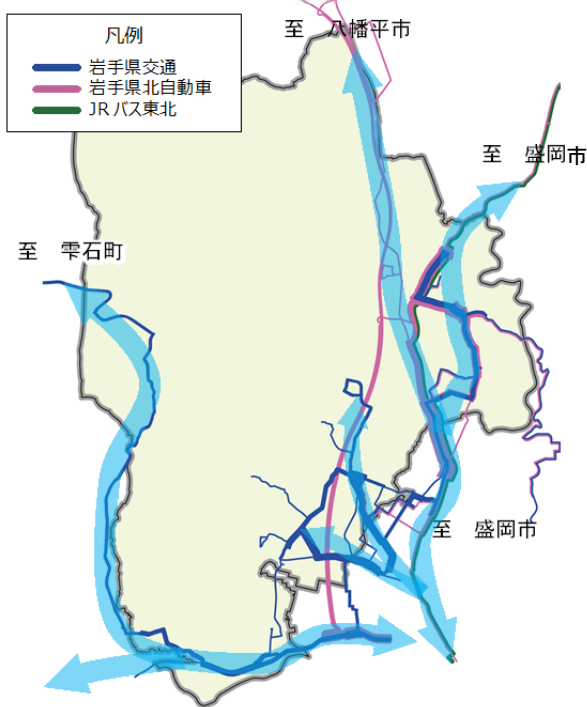 凡例
岩手県交通
岩手県北自動車
JRバス東北
至　八幡平市
至　盛岡市
至　雫石町
至　盛岡市